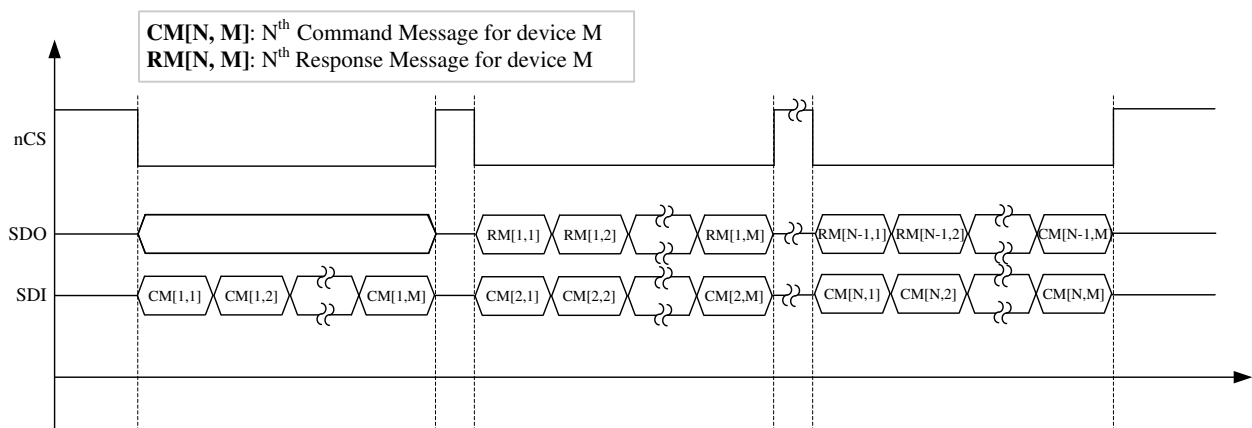 CM[N, M]: Nth Command Message for device M
RM[N, M]: Nth Response Message for device M
nCS
SDO
RM[1,1] RM[1,2] RM[1,M] RM[N-1,1] RM[N-1,2] CM[N-1,M]
SDI
CM[1,1] CM[1,2] CM[1,M] CM[2,1] CM[2,2] CM[2,M] CM[N,1] CM[N,2] CM[N,M]